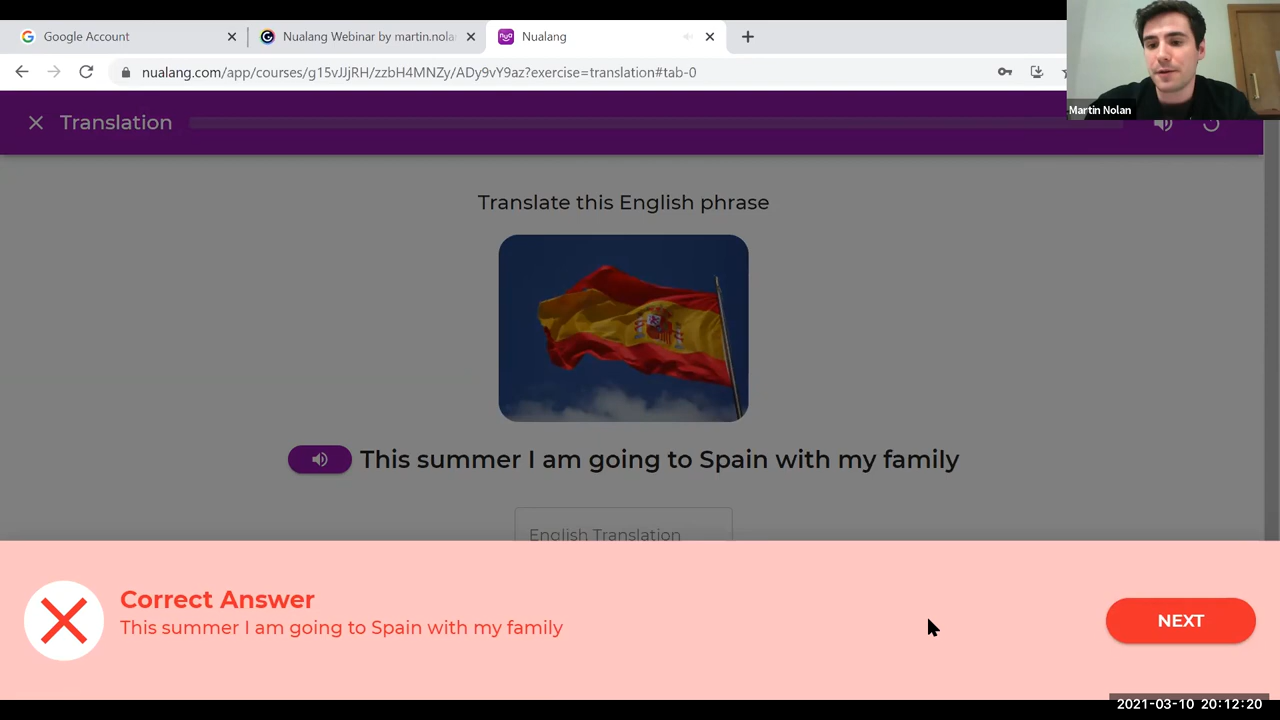 Google Account
Nualang Webinar by martin.nola
nua
Nualang
nualang.com/app/courses/g15vJJjRH/zzbH4MNZy/ADy9vY9az?exercise=translation#tab-0
Martin Nolan
Translation
Translate this English phrase
This summer I am going to Spain with my family
English Translation
Correct Answer
This summer I am going to Spain with my family
NEXT
2021-03-10 20:12:20